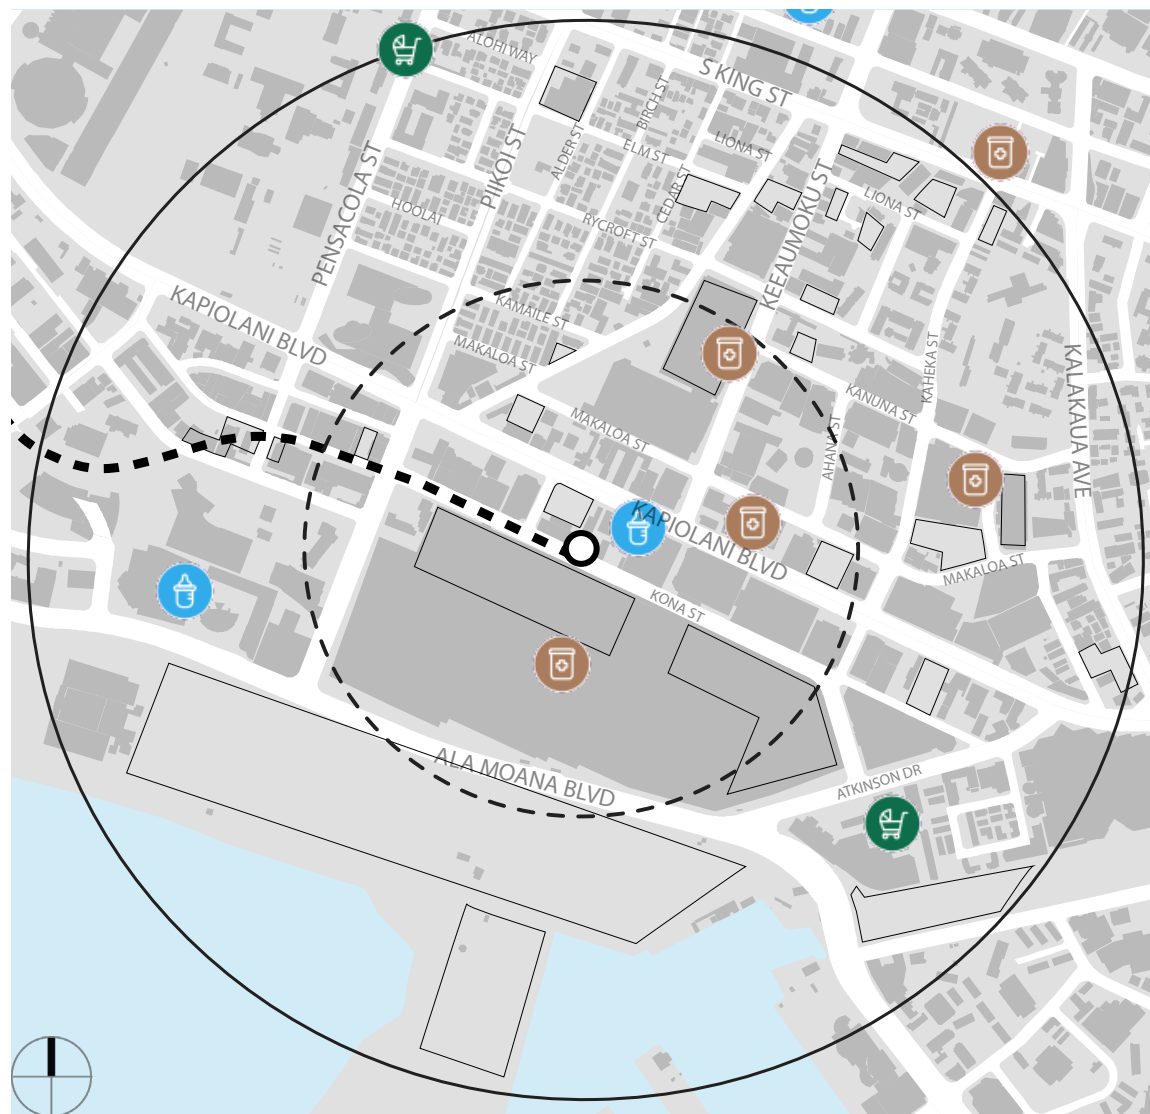 ALOHI WAY
S KING ST
BIRCH ST
ALDER ST
ELM ST
LIONA ST
PIIKOI ST
PENSACOLA ST
CEDAR ST
KEEAUMOKU ST
LIONA ST
HOOLAI
RYCROFT ST
KAPIOLANI BLVD
KAMAILE ST
MAKALOA ST
KAHEKA ST
KALAKAUA AVE
KANUNA ST
MAKALOA ST
AHANA ST
KAPIOLANI BLVD
MAKALOA ST
KONA ST
ALA MOANA BLVD
ATKINSON DR